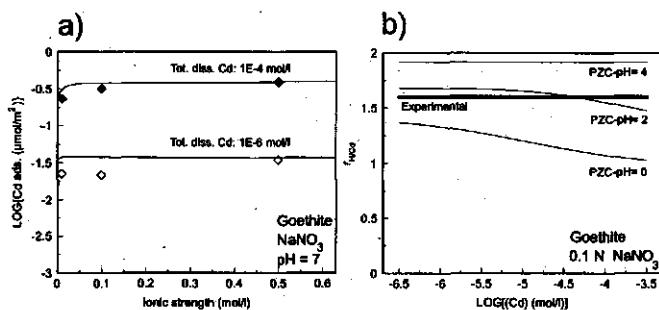 a)
0
-0.5
-1
-1.5
-2
-2.5
-3
LOG{Cd ads. (µmol/m²)}
Tot. diss. Cd: 1E-4 mol/l
Tot. diss. Cd: 1E-6 mol/l
Goethite
NaNO₃
pH = 7
0 0.1 0.2 0.3 0.4 0.5 0.6
Ionic strength (mol/l)
b)
2
1.5
1
0.5
0
rH/Cd
PZC-pH= 4
Experimental
PZC-pH= 2
PZC-pH= 0
Goethite
0.1 N NaNO₃
-6.5 -6 -5.5 -5 -4.5 -4 -3.5
LOG[(Cd) (mol/l)]